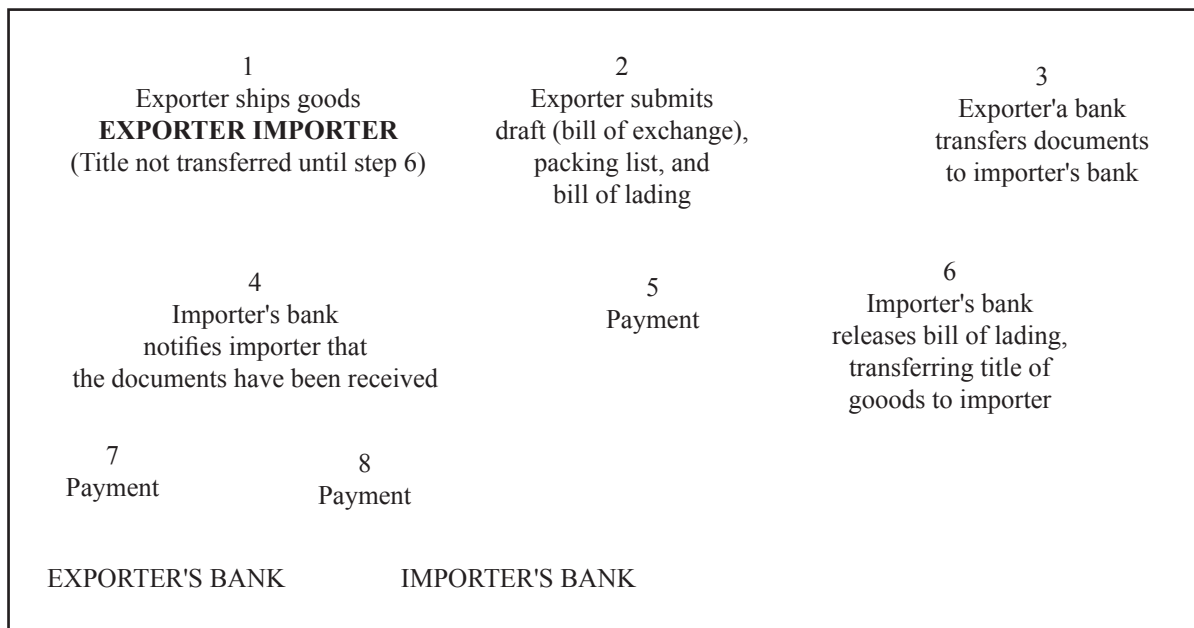 1
Exporter ships goods
EXPORTER IMPORTER
(Title not transferred until step 6)
2
Exporter submits
draft (bill of exchange),
packing list, and
bill of lading
3
Exporter'a bank
transfers documents
to importer's bank
4
Importer's bank
notifies importer that
the documents have been received
5
Payment
6
Importer's bank
releases bill of lading,
transferring title of
gooods to importer
7
Payment
8
Payment
EXPORTER'S BANK
IMPORTER'S BANK